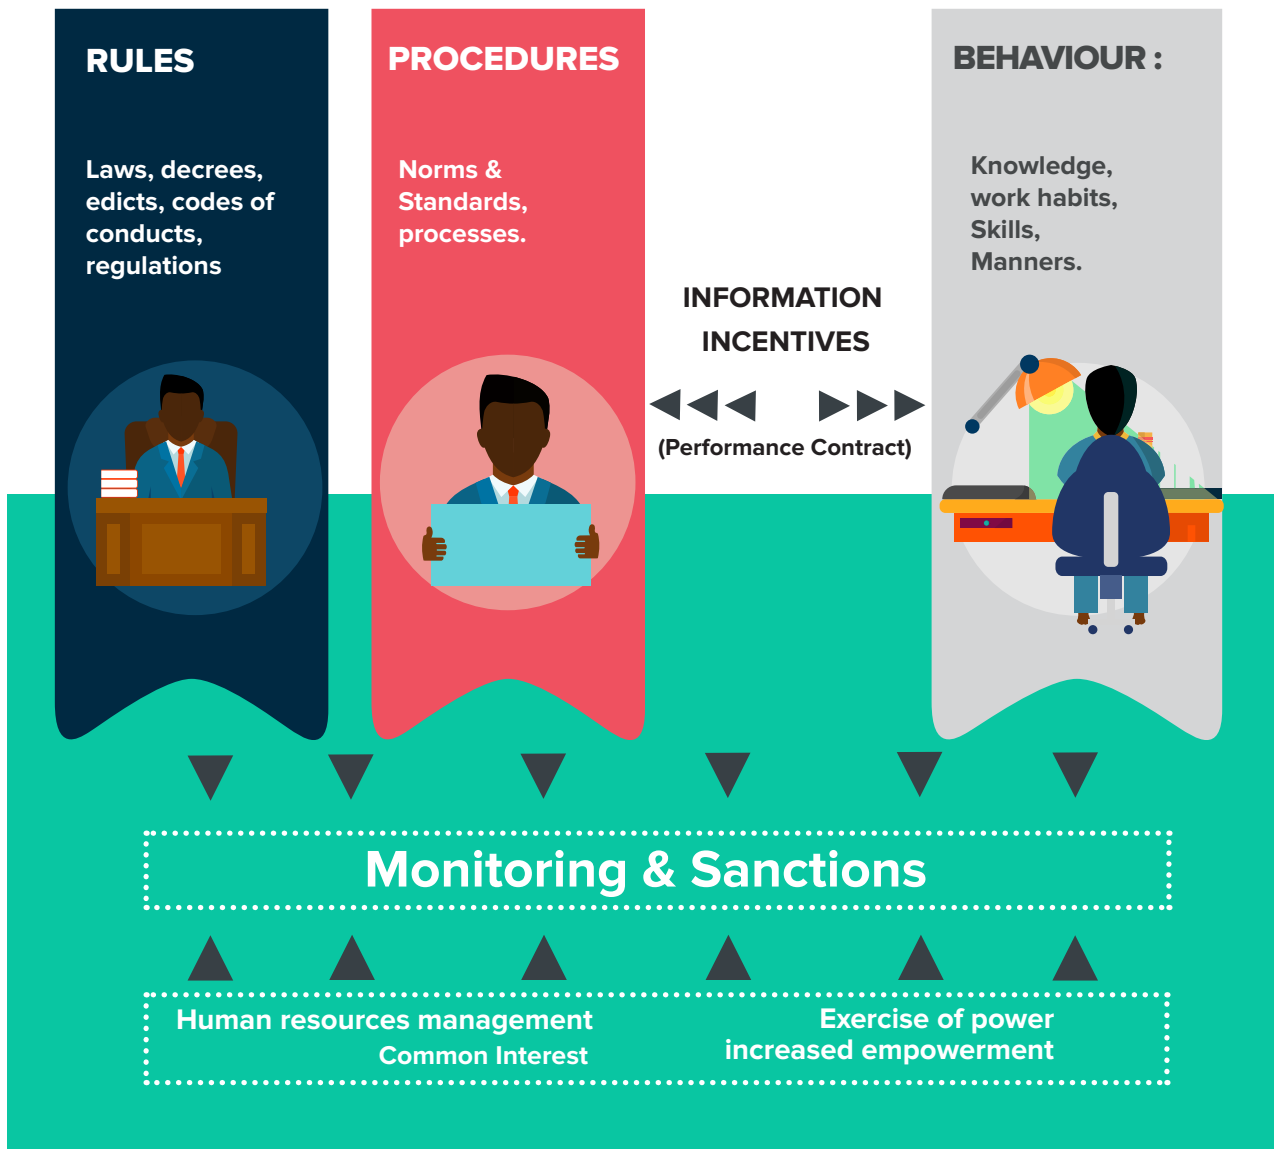 RULES
Laws, decrees,
edicts, codes of
conducts,
regulations
PROCEDURES
Norms &
Standards,
processes.
INFORMATION
INCENTIVES
(Performance Contract)
BEHAVIOUR :
Knowledge,
work habits,
Skills,
Manners.
Monitoring & Sanctions
Human resources management
Common Interest
Exercise of power
increased empowerment